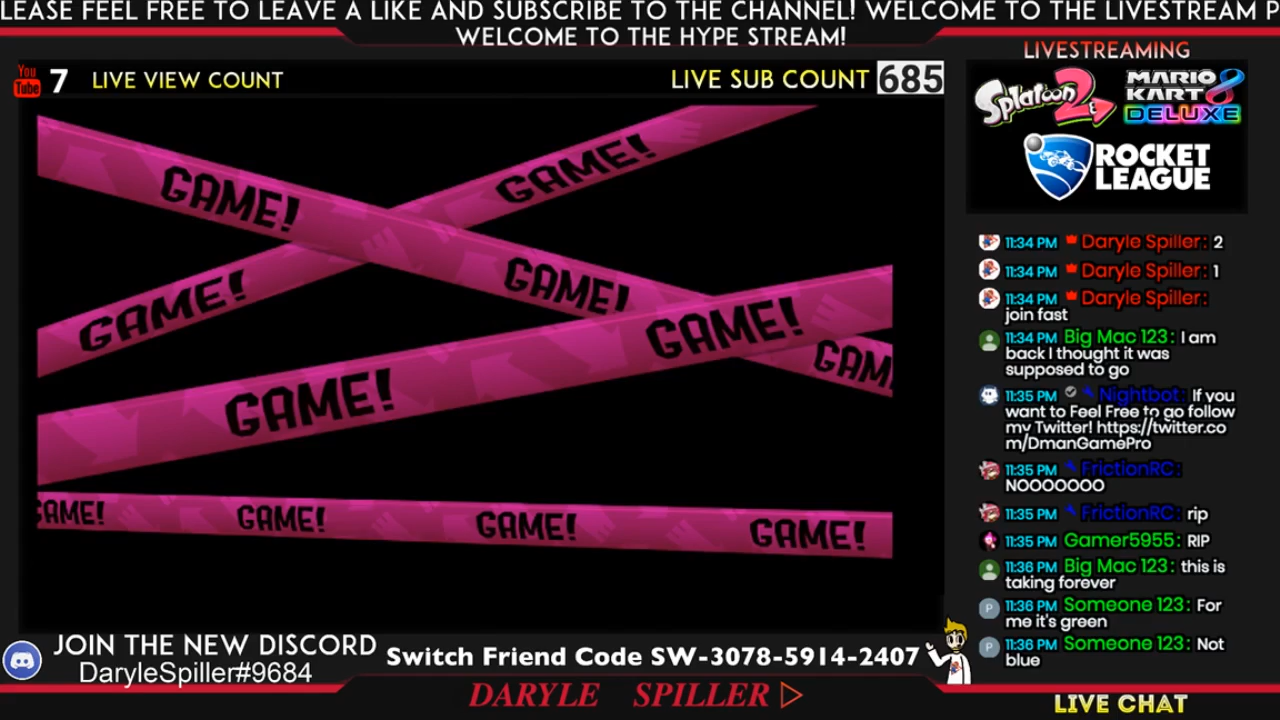 LEASE FEEL FREE TO LEAVE A LIKE AND SUBSCRIBE TO THE CHANNEL! WELCOME TO THE LIVESTREAM P
WELCOME TO THE HYPE STREAM!
You Tube 7 LIVE VIEW COUNT
LIVE SUB COUNT 685
GAME!
GAME!
GAME!
GAME!
GAME!
GAM
GAME!
GAME!
GAME!
GAME!
GAME!
JOIN THE NEW DISCORD
DaryleSpiller#9684
Switch Friend Code SW-3078-5914-2407
DARYLE SPILLER
LIVESTREAMING
Splatoon 2
MARIO
KART 8
DELUXE
ROCKET
LEAGUE
11:34 PM Daryle Spiller: 2
11:34 PM Daryle Spiller: 1
11:34 PM Daryle Spiller:
join fast
11:34 PM Big Mac 123: I am
back I thought it was
supposed to go
11:35 PM Nightbot: If you
want to Feel Free to go follow
my Twitter! https://twitter.co
m/DmanGamePro
11:35 PM FrictionRC:
NOOOOOOO
11:35 PM FrictionRC: rip
11:35 PM Gamer5955: RIP
11:36 PM Big Mac 123: this is
taking forever
P 11:36 PM Someone 123: For
me it's green
P 11:36 PM Someone 123: Not
blue
LIVE CHAT